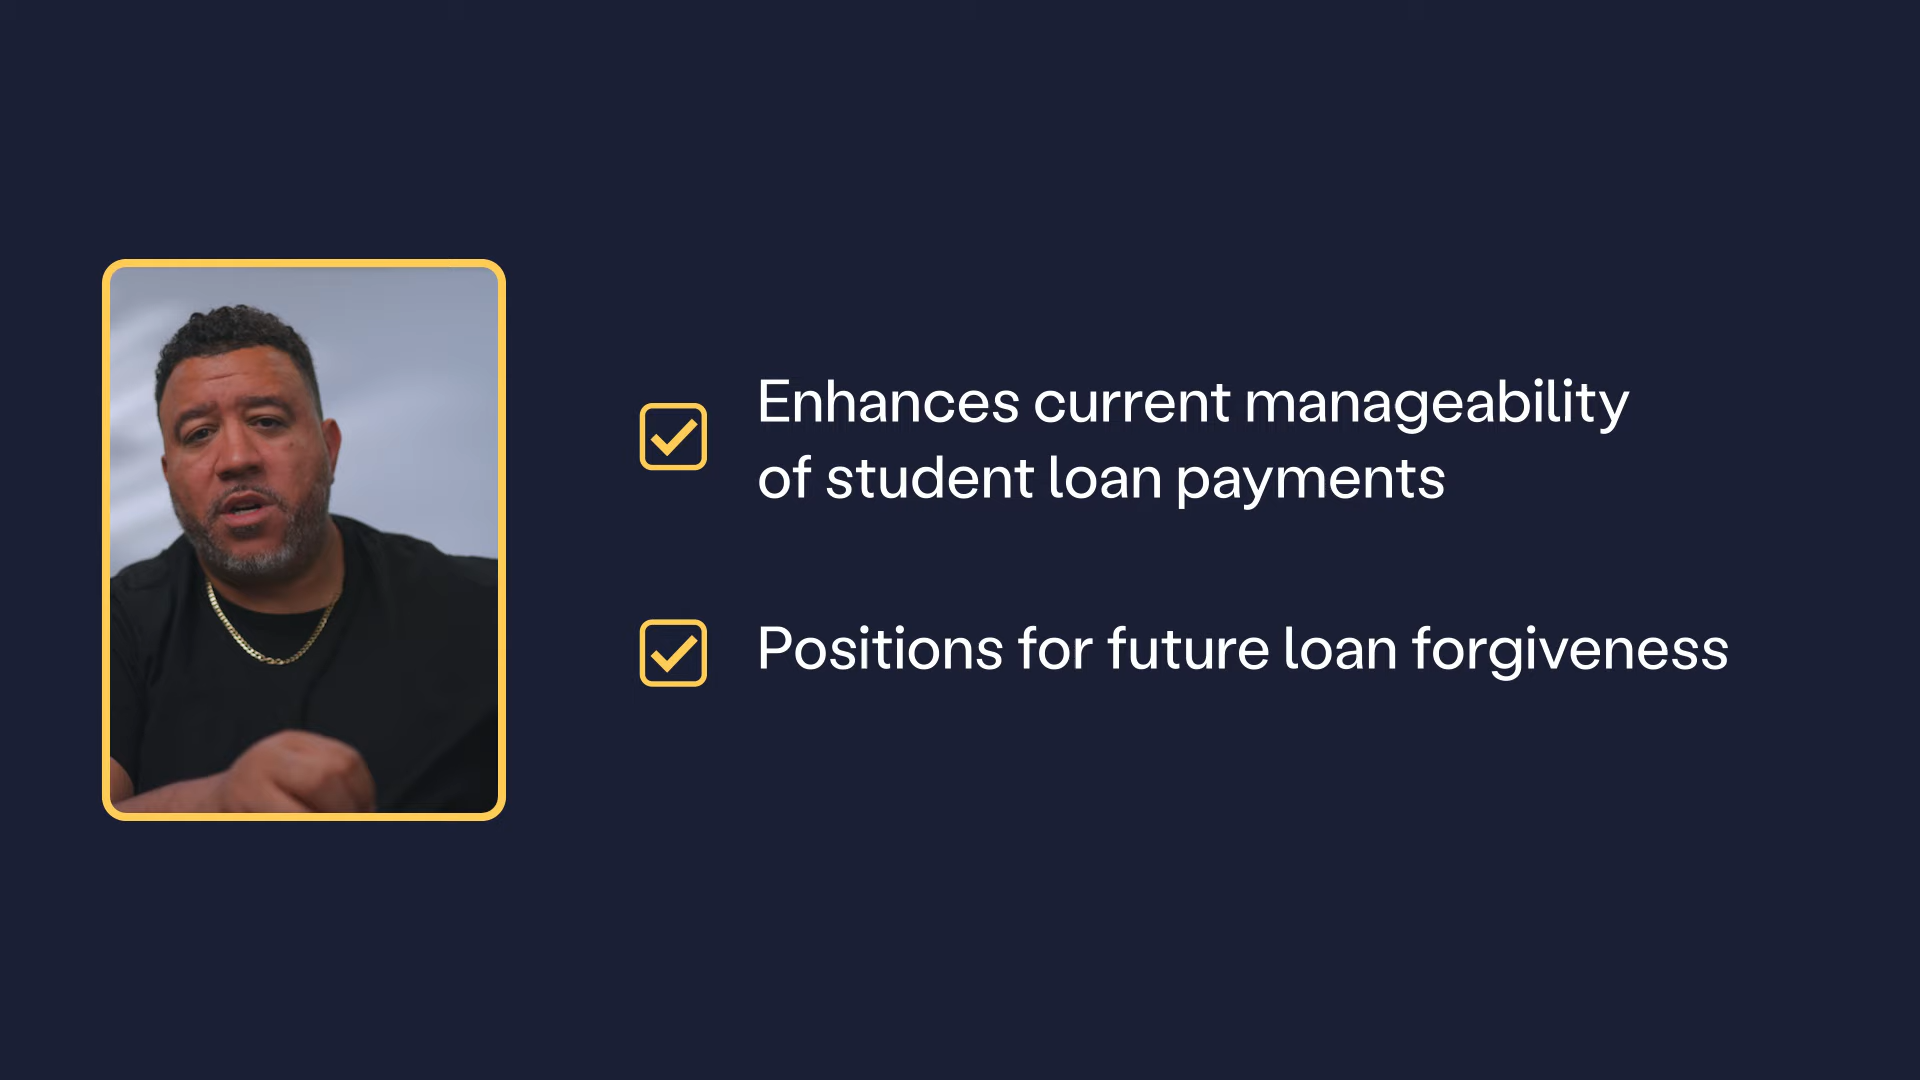 Enhances current manageability
of student loan payments
Positions for future loan forgiveness